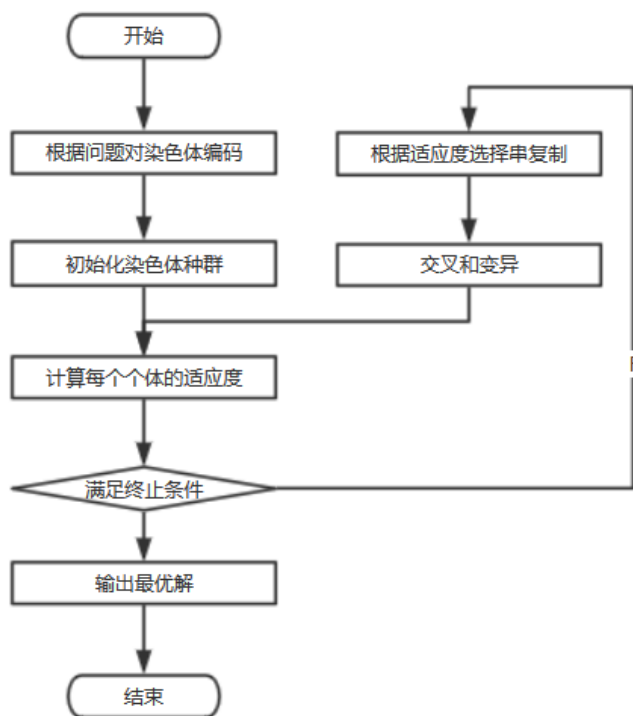 开始
根据问题对染色体编码
根据适应度选择串复制
初始化染色体种群
交叉和变异
计算每个个体的适应度
满足终止条件
输出最优解
结束